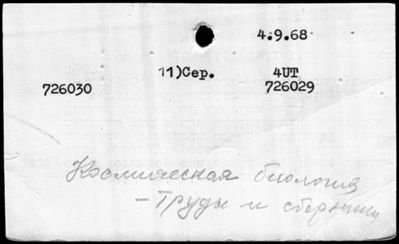 4.9.68
11)Сер. 4UT
726030 726029
Космическая биология
- Труды и сборники